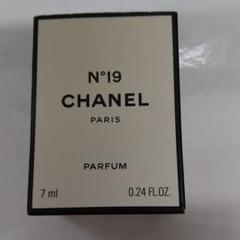 N°19
CHANEL
PARIS
PARFUM
7 ml 0.24 FL.OZ.